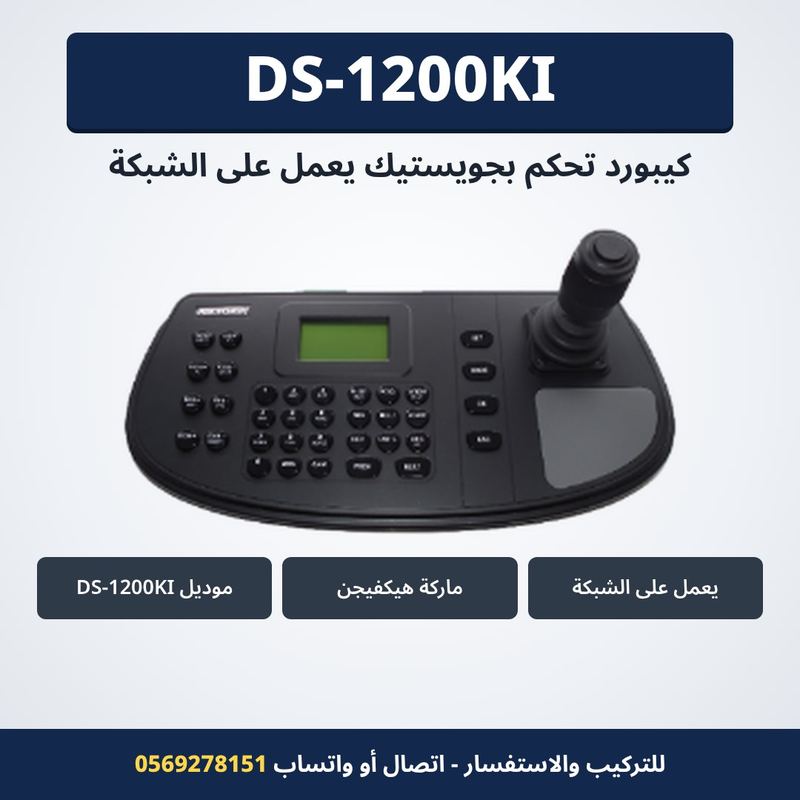 DS-1200KI
كيبورد تحكم بجويستيك يعمل على الشبكة
يعمل على الشبكة
ماركة هيكفيجن
موديل DS-1200KI
للتركيب والاستفسار - اتصال أو واتساب 0569278151